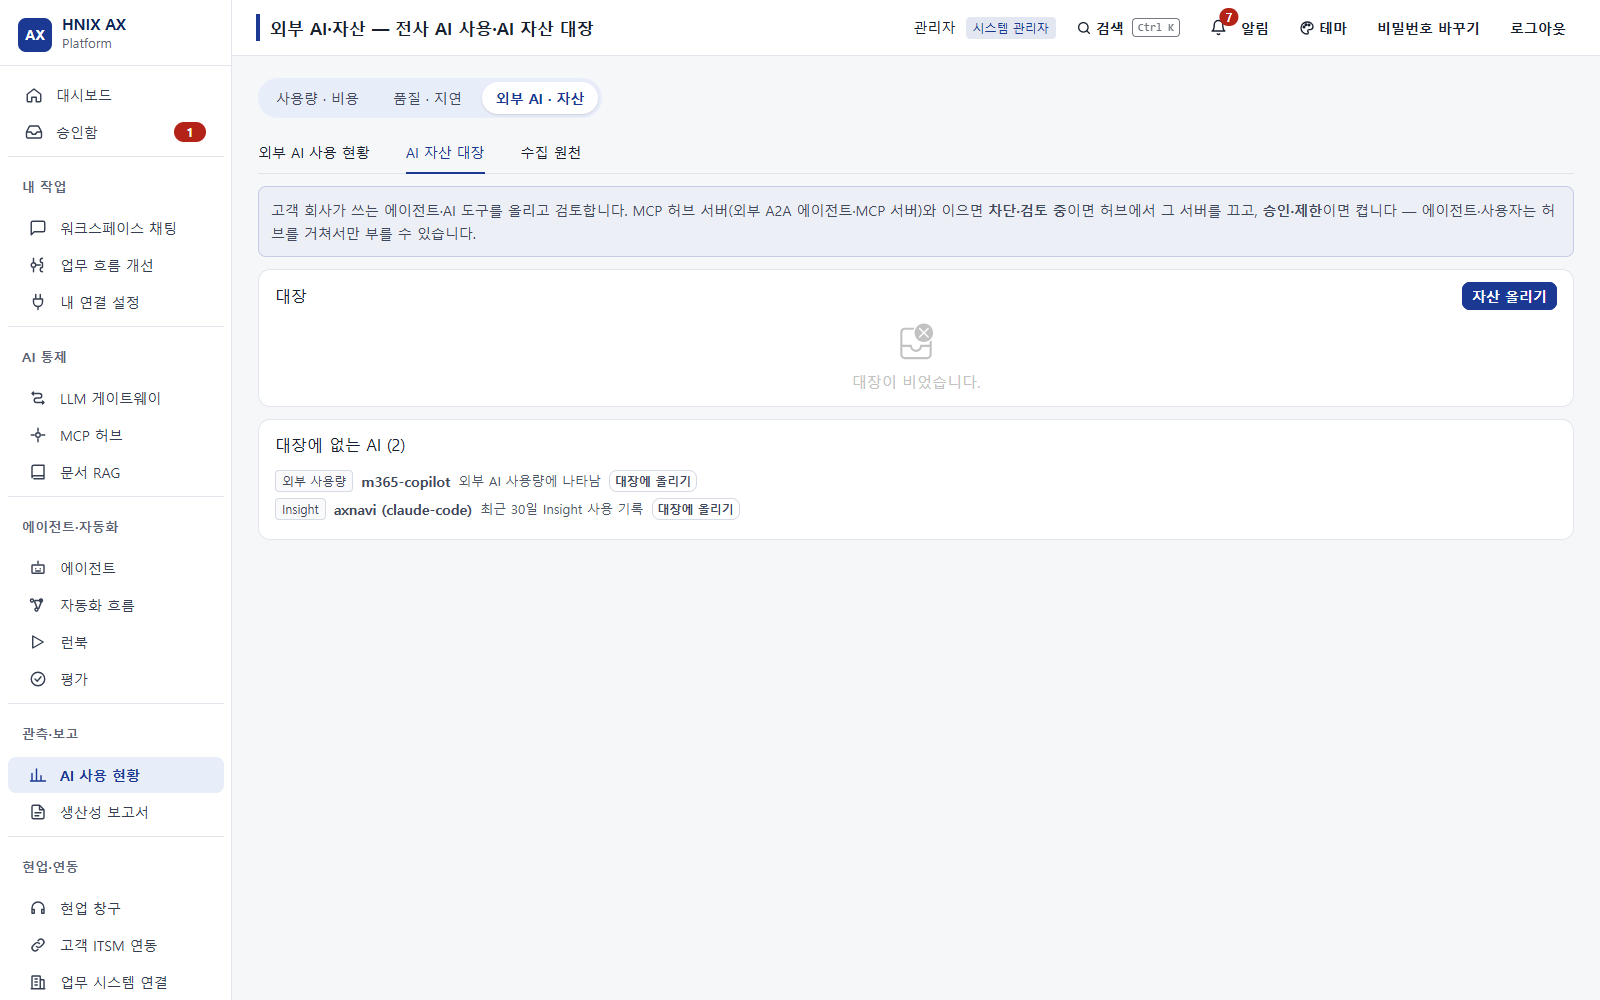 AX
HNIX AX
Platform
대시보드
승인함
1
내 작업
워크스페이스 채팅
업무 흐름 개선
내 연결 설정
AI 통제
LLM 게이트웨이
MCP 허브
문서 RAG
에이전트·자동화
에이전트
자동화 흐름
런북
평가
관측·보고
AI 사용 현황
생산성 보고서
현업·연동
현업 창구
고객 ITSM 연동
업무 시스템 연결
외부 AI·자산 — 전사 AI 사용·AI 자산 대장
관리자
시스템 관리자
검색
Ctrl K
7
알림
테마
비밀번호 바꾸기
로그아웃
사용량 · 비용
품질 · 지연
외부 AI · 자산
외부 AI 사용 현황
AI 자산 대장
수집 원천
고객 회사가 쓰는 에이전트·AI 도구를 올리고 검토합니다. MCP 허브 서버(외부 A2A 에이전트·MCP 서버)와 이으면 차단·검토 중이면 허브에서 그 서버를 끄고, 승인·제한이면 켭니다 — 에이전트·사용자는 허
브를 거쳐서만 부를 수 있습니다.
대장
자산 올리기
대장이 비었습니다.
대장에 없는 AI (2)
외부 사용량 m365-copilot 외부 AI 사용량에 나타남 대장에 올리기
Insight axnavi (claude-code) 최근 30일 Insight 사용 기록 대장에 올리기